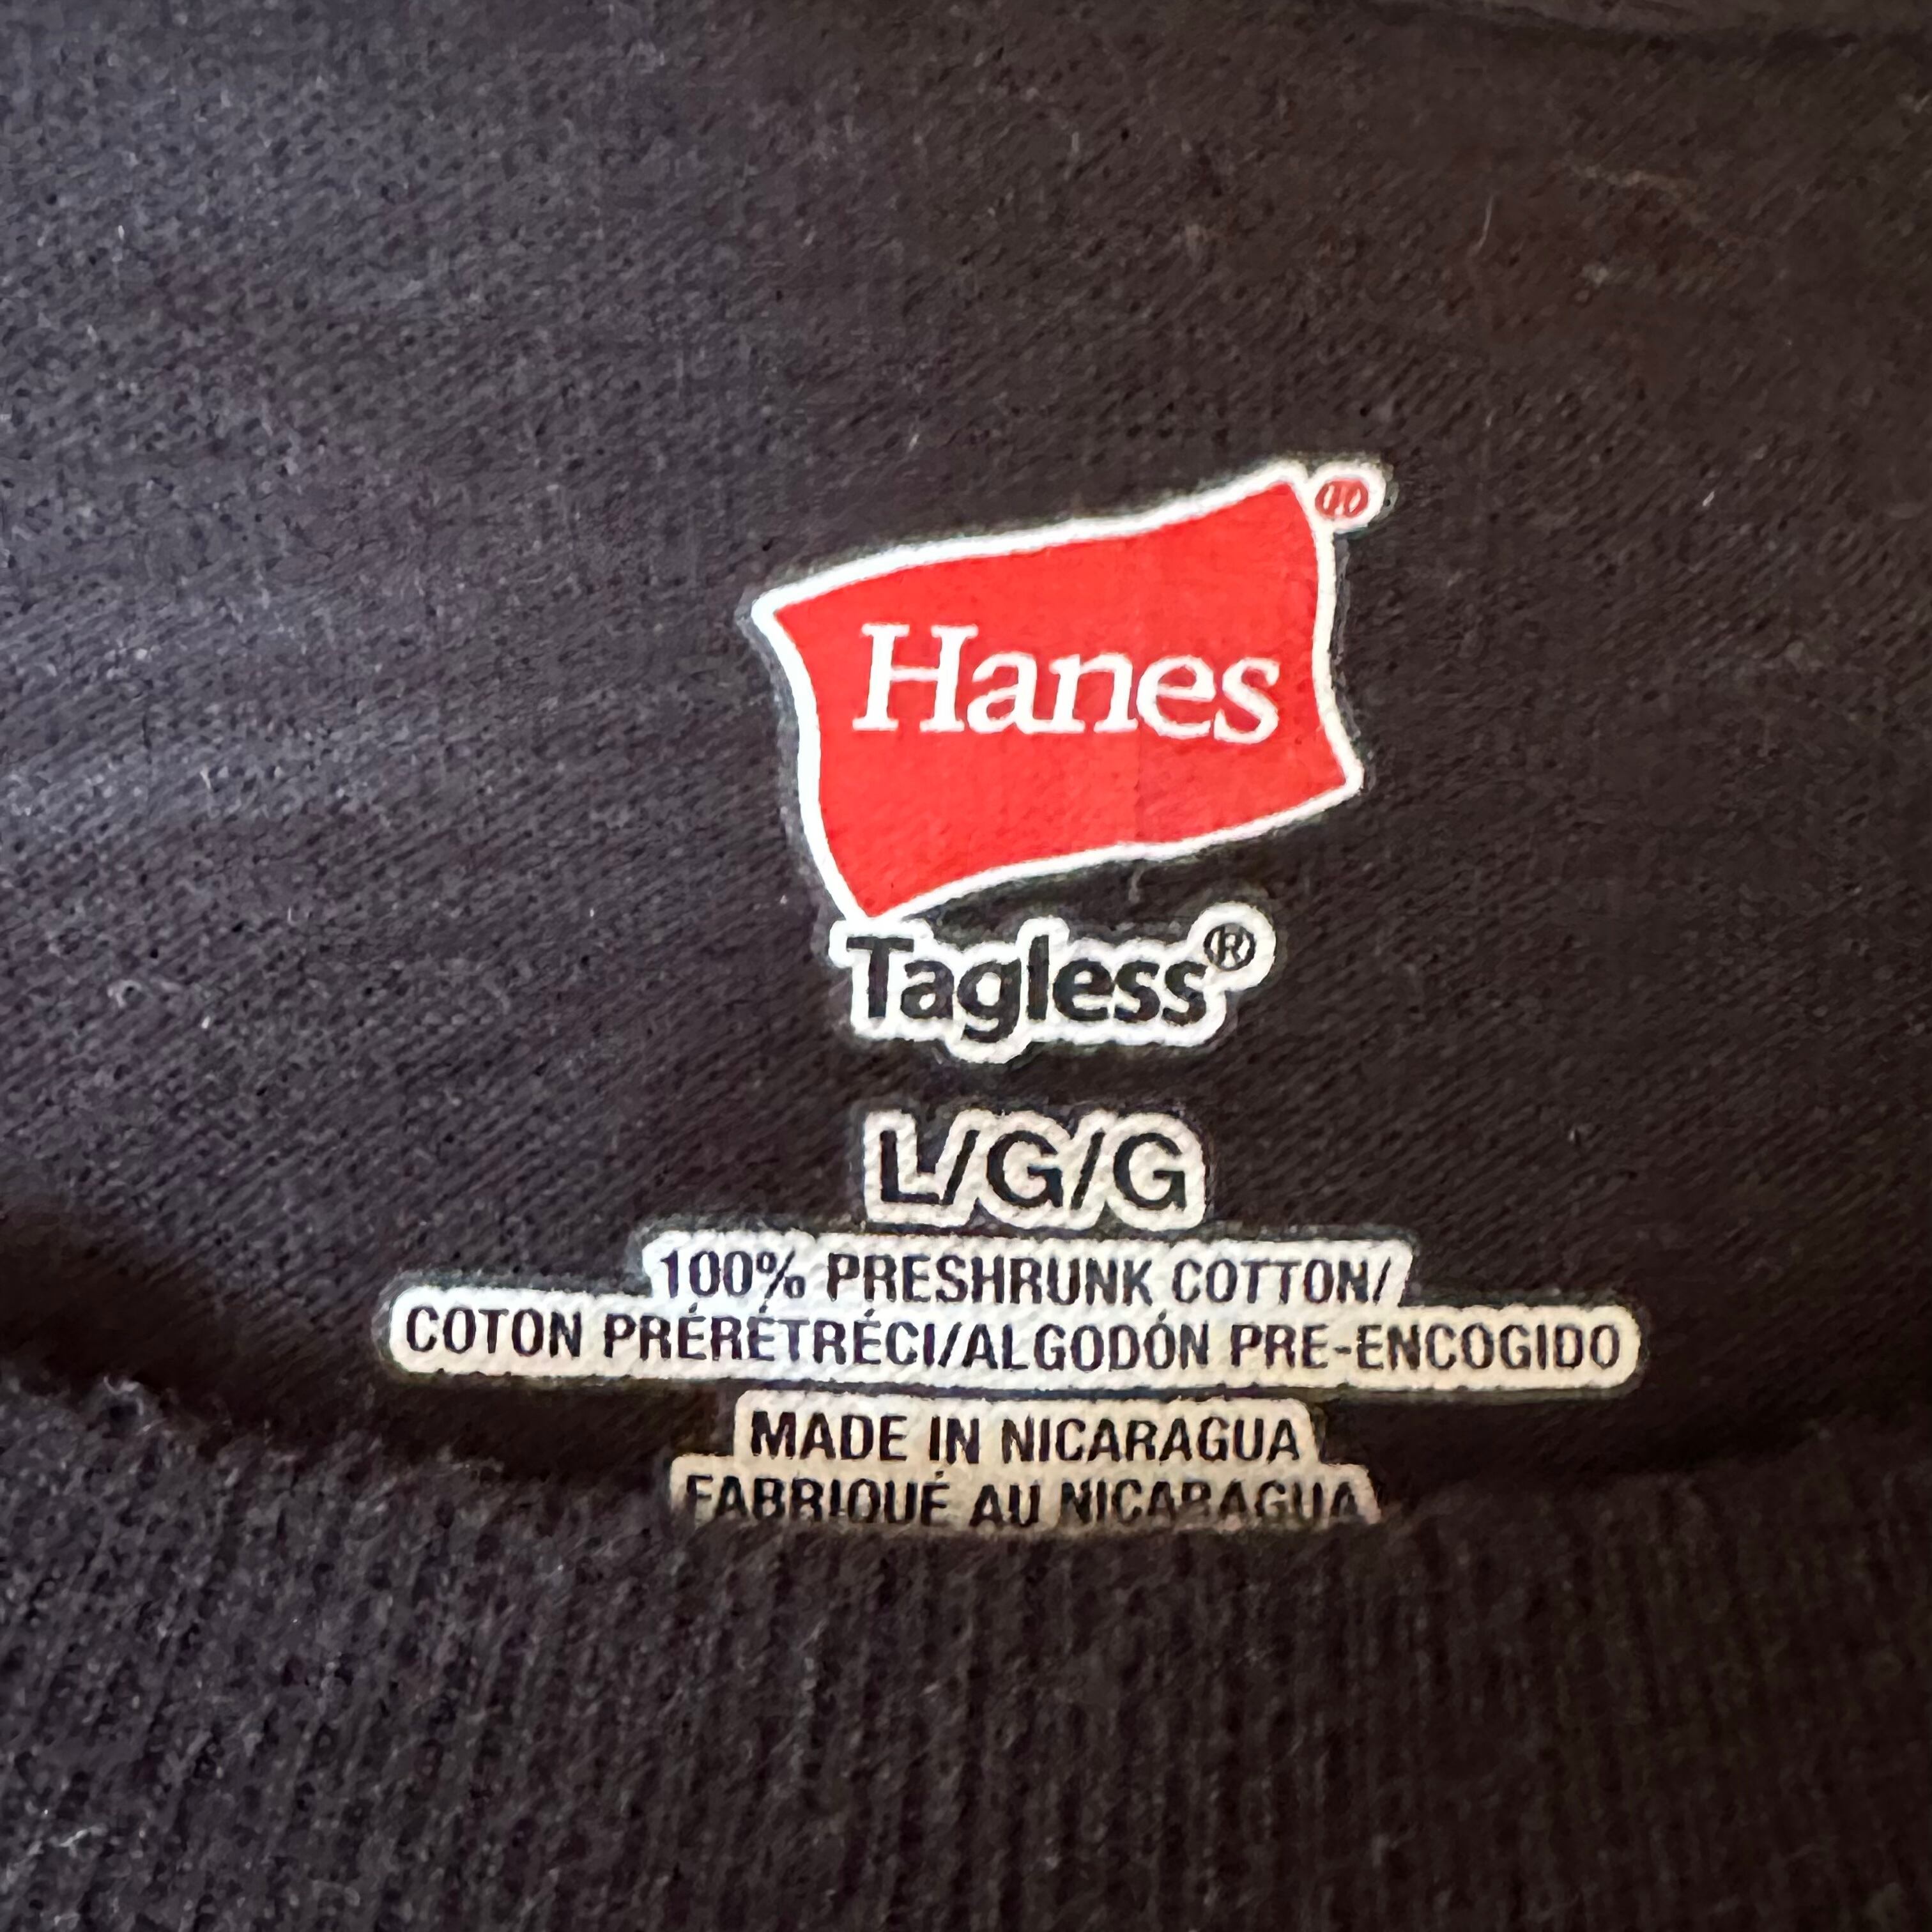 Hanes®
Tagless®
L/G/G
100% PRESHRUNK COTTON/
COTON PRÉRÉTRÉCI/ALGODÓN PRE-ENCOGIDO
MADE IN NICARAGUA
FABRIQUÉ AU NICARAGUA